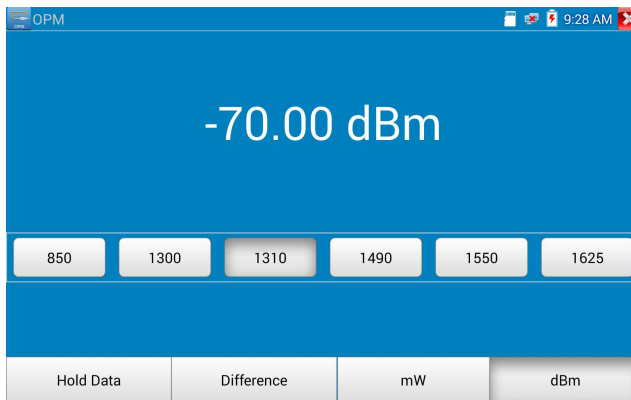 OPM
9:28 AM
-70.00 dBm
850 1300 1310 1490 1550 1625
Hold Data Difference mW dBm